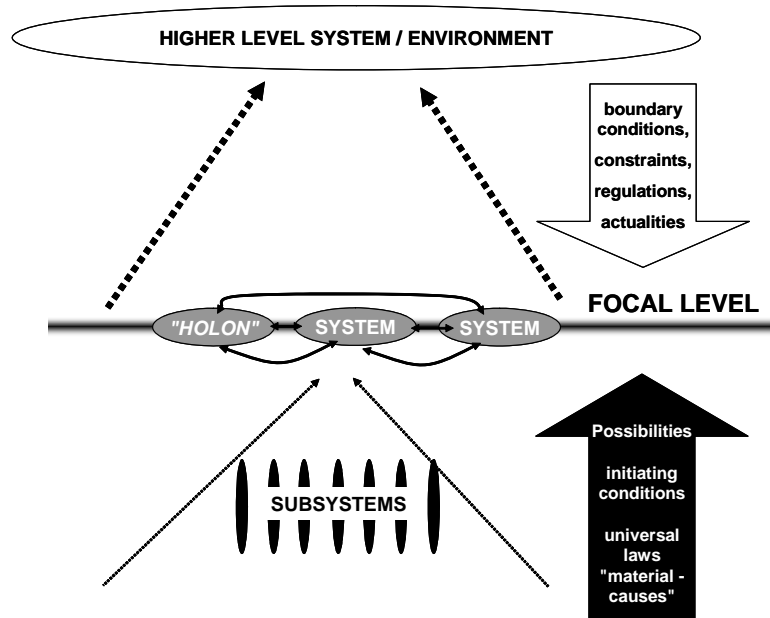 HIGHER LEVEL SYSTEM / ENVIRONMENT
boundary
conditions,
constraints,
regulations,
actualities
FOCAL LEVEL
"HOLON"
SYSTEM
SYSTEM
SUBSYSTEMS
Possibilities
initiating
conditions
universal
laws
"material -
causes"